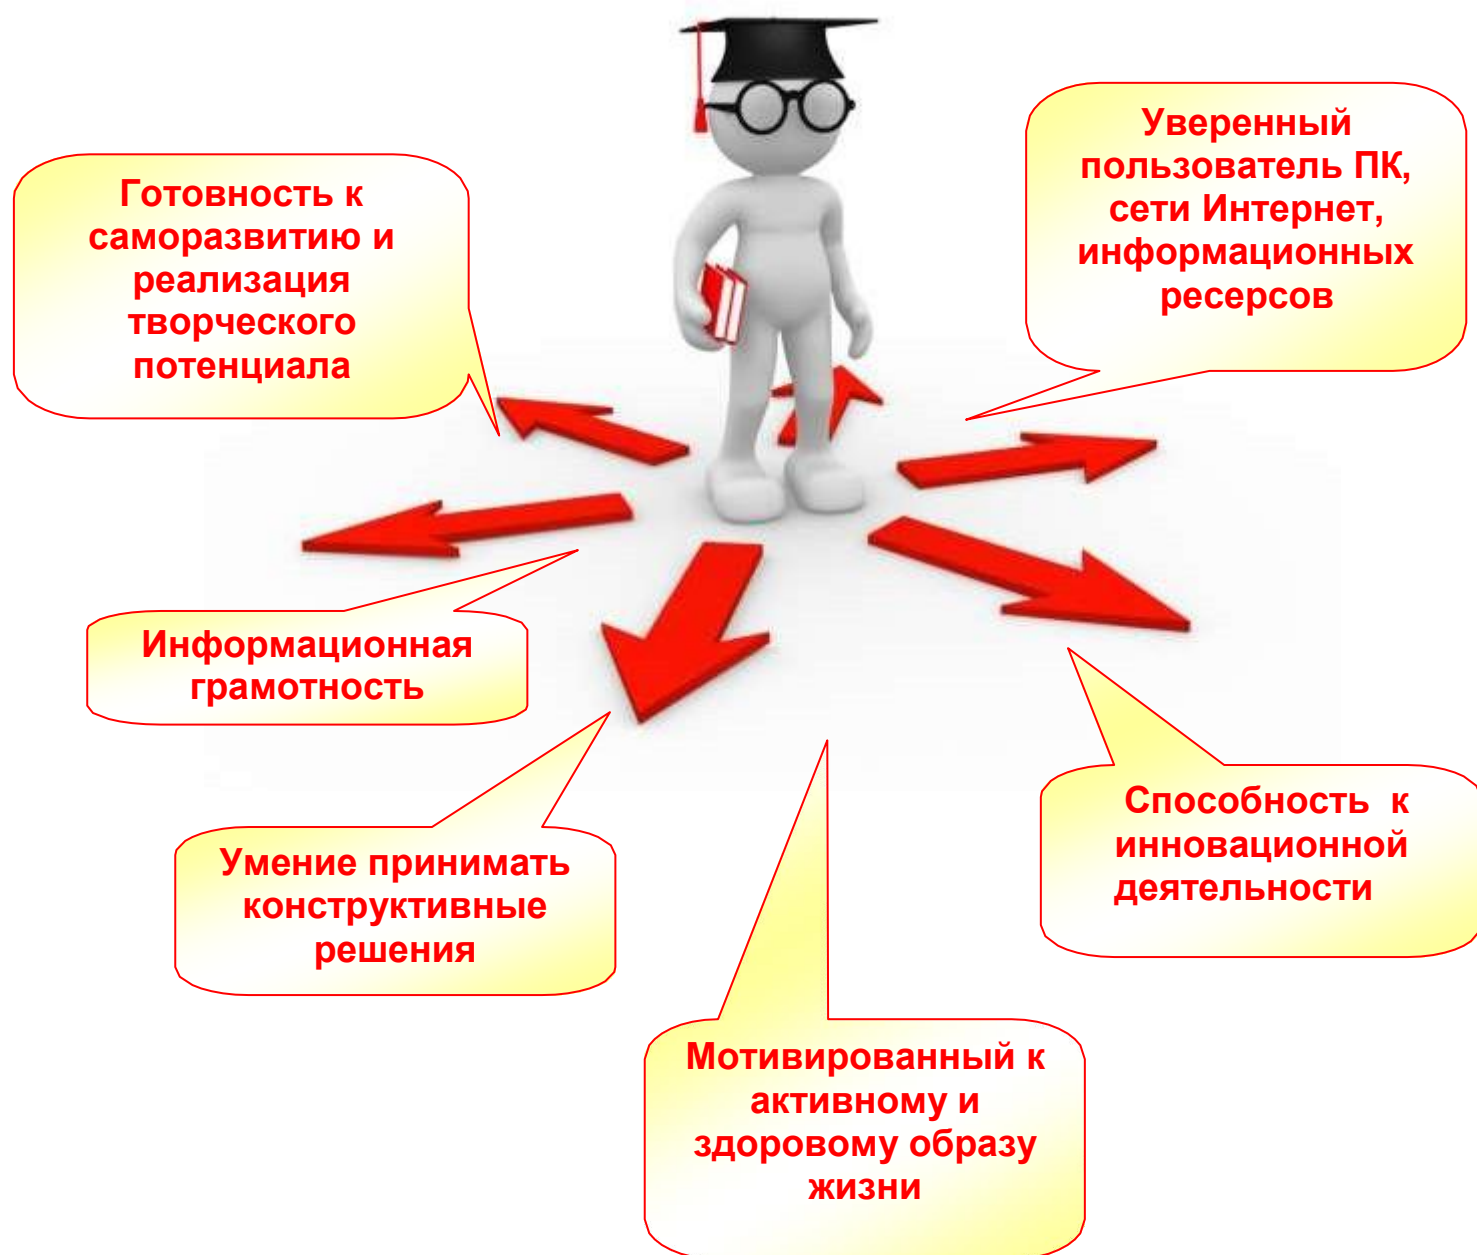 Готовность к
саморазвитию и
реализация
творческого
потенциала
Уверенный
пользователь ПК,
сети Интернет,
информационных
ресерсов
Информационная
грамотность
Умение принимать
конструктивные
решения
Способность к
инновационной
деятельности
Мотивированный к
активному и
здоровому образу
жизни